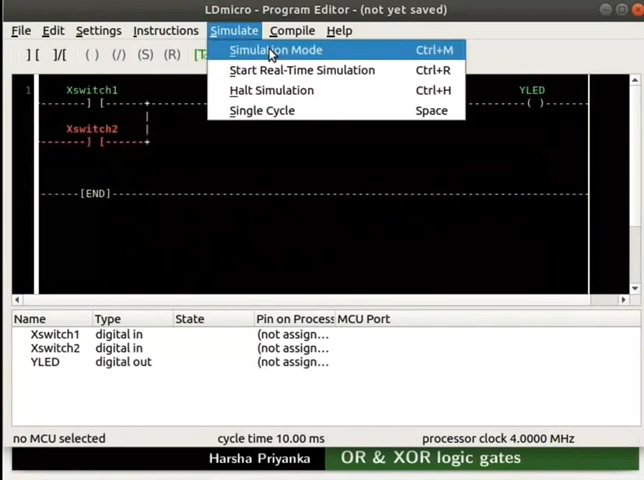 LDmicro - Program Editor - (not yet saved)
File Edit Settings Instructions Simulate Compile Help
] [ ]/[ ( ) (/) (S) (R)
Simulation Mode Ctrl+M
Start Real-Time Simulation Ctrl+R
Halt Simulation Ctrl+H
Single Cycle Space
1 Xswitch1 YLED
------] [------+ ( )
Xswitch2 |
------] [------+
------[END]------
Name Type State Pin on Process MCU Port
Xswitch1 digital in (not assign...
Xswitch2 digital in (not assign...
YLED digital out (not assign...
no MCU selected cycle time 10.00 ms processor clock 4.0000 MHz
Harsha Priyanka OR & XOR logic gates